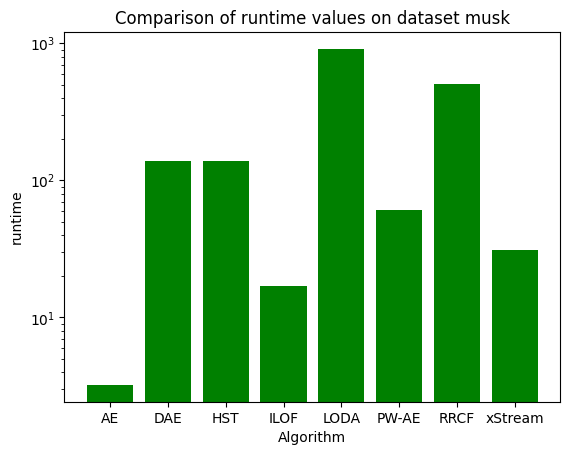 Comparison of runtime values on dataset musk
10³
10²
10¹
runtime
AE DAE HST ILOF LODA PW-AE RRCF xStream
Algorithm